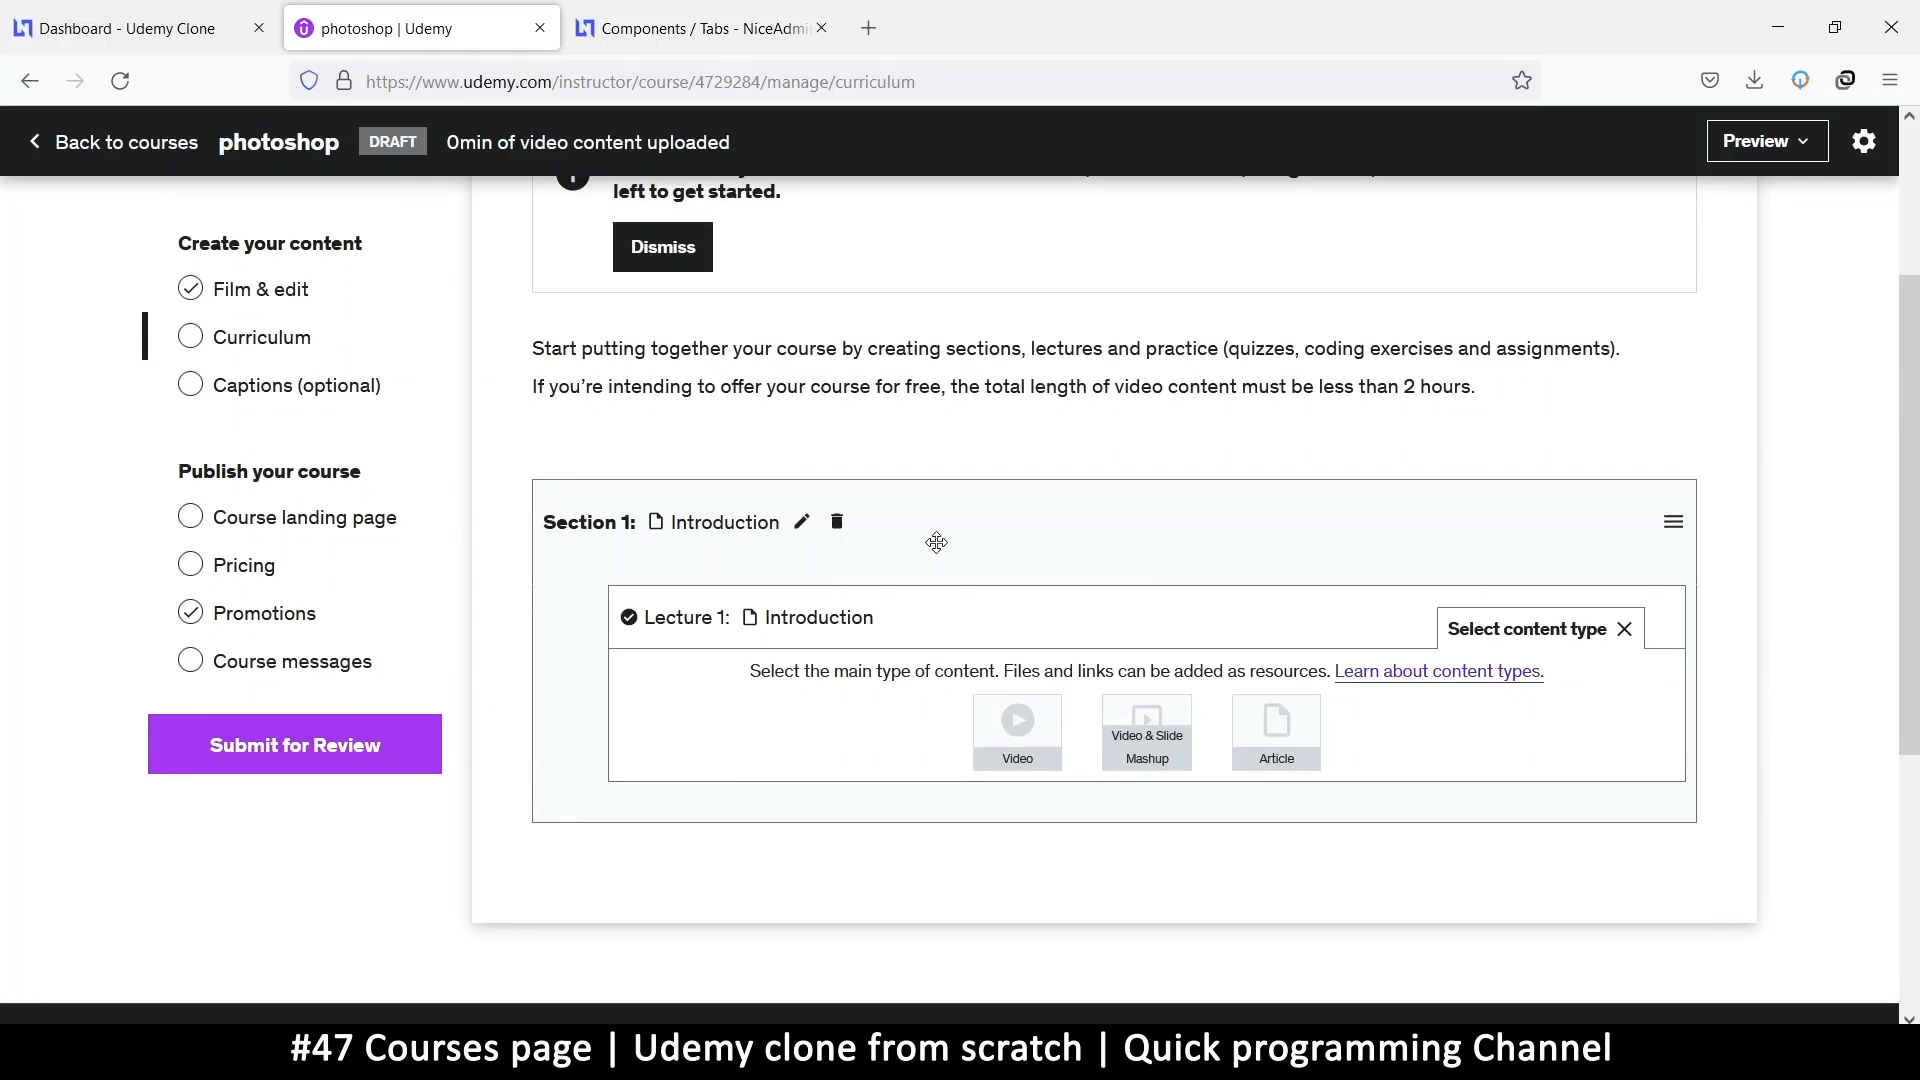 Dashboard - Udemy Clone
photoshop | Udemy
Components / Tabs - NiceAdmi
https://www.udemy.com/instructor/course/4729284/manage/curriculum
Back to courses photoshop DRAFT 0min of video content uploaded
Preview
left to get started.
Dismiss
Create your content
Film & edit
Curriculum
Captions (optional)
Publish your course
Course landing page
Pricing
Promotions
Course messages
Submit for Review
Start putting together your course by creating sections, lectures and practice (quizzes, coding exercises and assignments).
If you’re intending to offer your course for free, the total length of video content must be less than 2 hours.
Section 1: Introduction
Lecture 1: Introduction
Select content type
Select the main type of content. Files and links can be added as resources. Learn about content types.
Video
Video & Slide
Mashup
Article
#47 Courses page | Udemy clone from scratch | Quick programming Channel